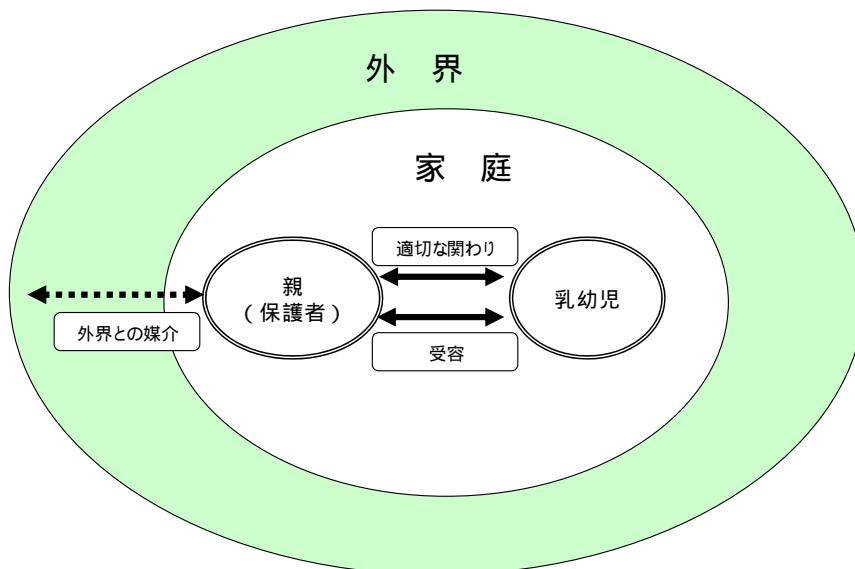 外　界
家　庭
適切な関わり
親
（保護者）
乳幼児
外界との媒介
受容